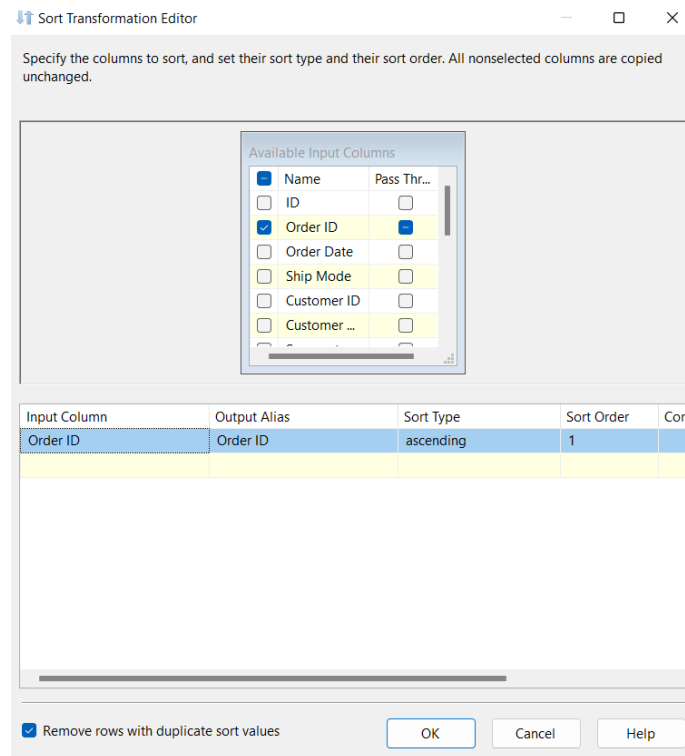 Sort Transformation Editor
Specify the columns to sort, and set their sort type and their sort order. All nonselected columns are copied
unchanged.
Available Input Columns
Name Pass Thr...
ID
Order ID
Order Date
Ship Mode
Customer ID
Customer ...
Input Column Output Alias Sort Type Sort Order Cor
Order ID Order ID ascending 1
Remove rows with duplicate sort values OK Cancel Help